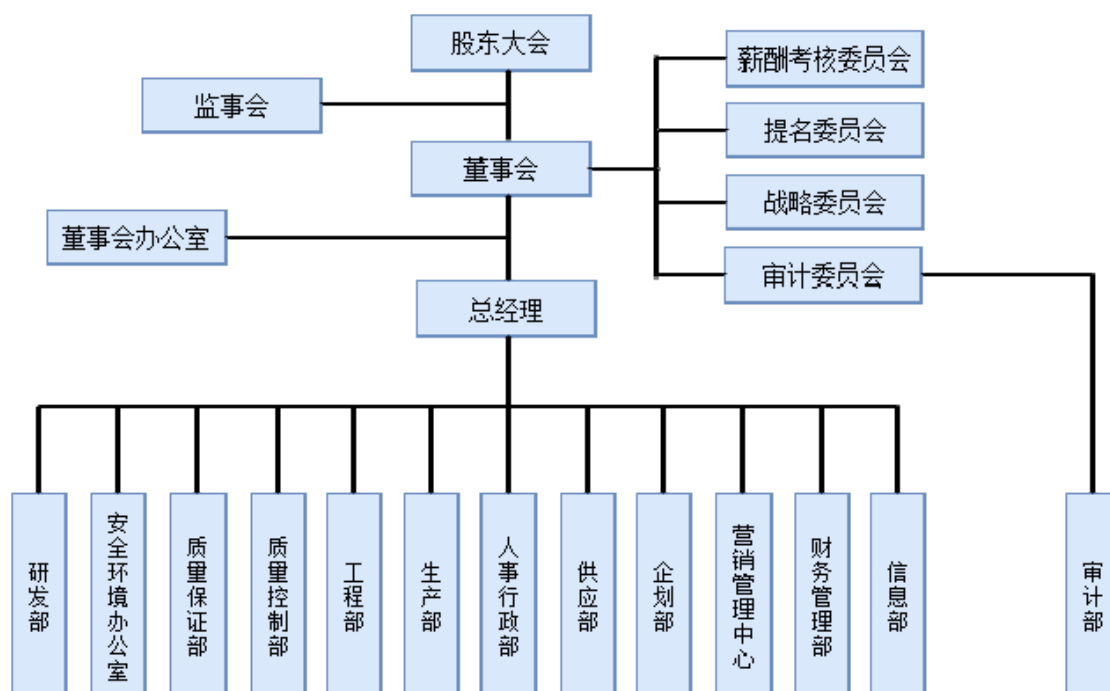 股东大会
薪酬考核委员会
监事会
提名委员会
董事会
战略委员会
董事会办公室
审计委员会
总经理
研发部
安全环境办公室
质量保证部
质量控制部
工程部
生产部
人事行政部
供应部
企划部
营销管理中心
财务管理部
信息部
审计部